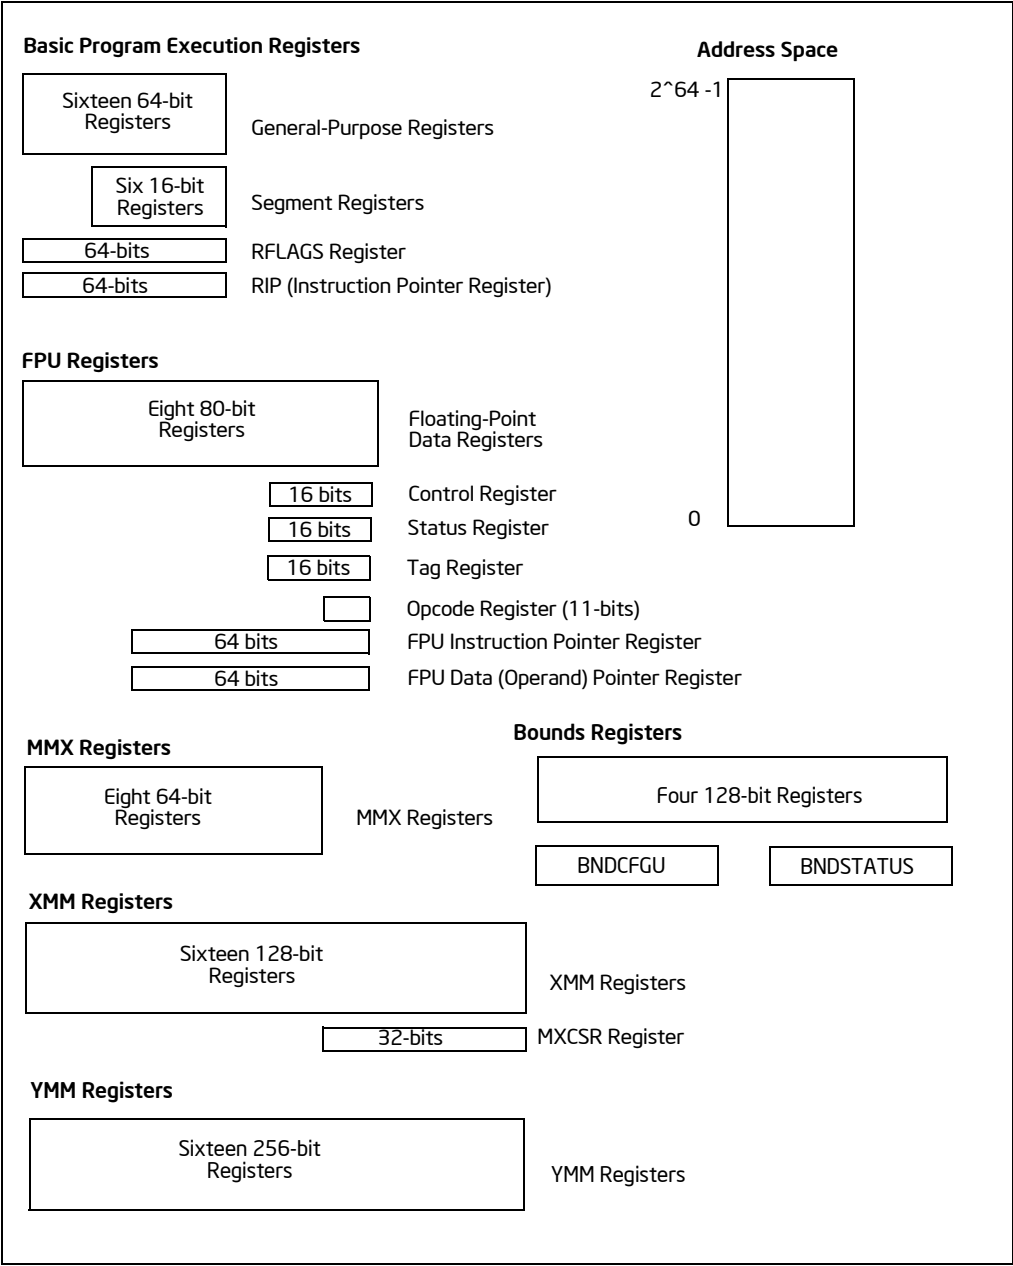 Basic Program Execution Registers
Address Space
Sixteen 64-bit
Registers
General-Purpose Registers
2^64 -1
Six 16-bit
Registers
Segment Registers
64-bits
RFLAGS Register
64-bits
RIP (Instruction Pointer Register)
FPU Registers
Eight 80-bit
Registers
Floating-Point
Data Registers
16 bits
Control Register
16 bits
Status Register
0
16 bits
Tag Register
Opcode Register (11-bits)
64 bits
FPU Instruction Pointer Register
64 bits
FPU Data (Operand) Pointer Register
MMX Registers
Eight 64-bit
Registers
MMX Registers
Bounds Registers
Four 128-bit Registers
BNDCFGU
BNDSTATUS
XMM Registers
Sixteen 128-bit
Registers
XMM Registers
32-bits
MXCSR Register
YMM Registers
Sixteen 256-bit
Registers
YMM Registers